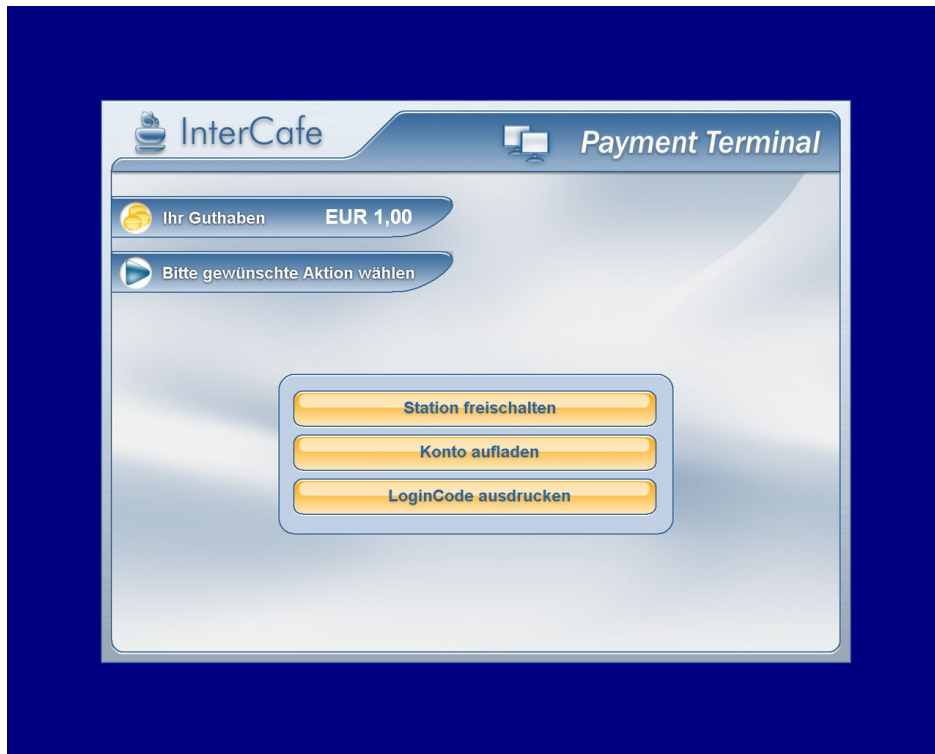 InterCafe
Payment Terminal
Ihr Guthaben EUR 1,00
Bitte gewünschte Aktion wählen
Station freischalten
Konto aufladen
LoginCode ausdrucken